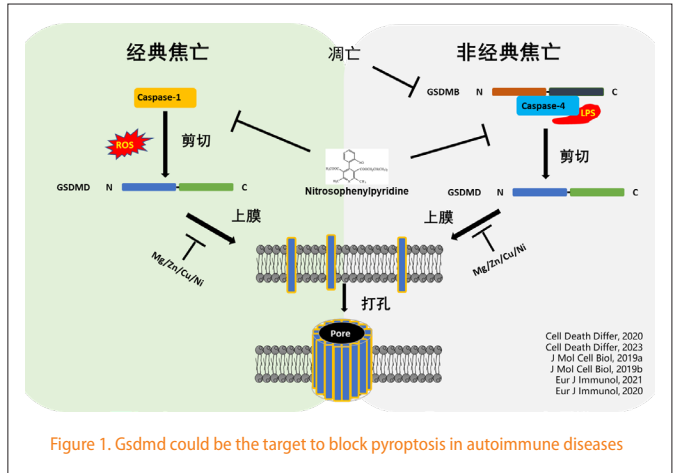 经典焦亡
凋亡
非经典焦亡
Caspase-1
GSDMB
N
C
Caspase-4
LPS
ROS
剪切
剪切
Nitrosophenylpyridine
GSDMD
N
C
GSDMD
N
C
上膜
上膜
Mg/Zn/Cu/Ni
Mg/Zn/Cu/Ni
打孔
Pore
Cell Death Differ, 2020
Cell Death Differ, 2023
J Mol Cell Biol, 2019a
J Mol Cell Biol, 2019b
Eur J Immunol, 2021
Eur J Immunol, 2020
Figure 1. Gsdmd could be the target to block pyroptosis in autoimmune diseases